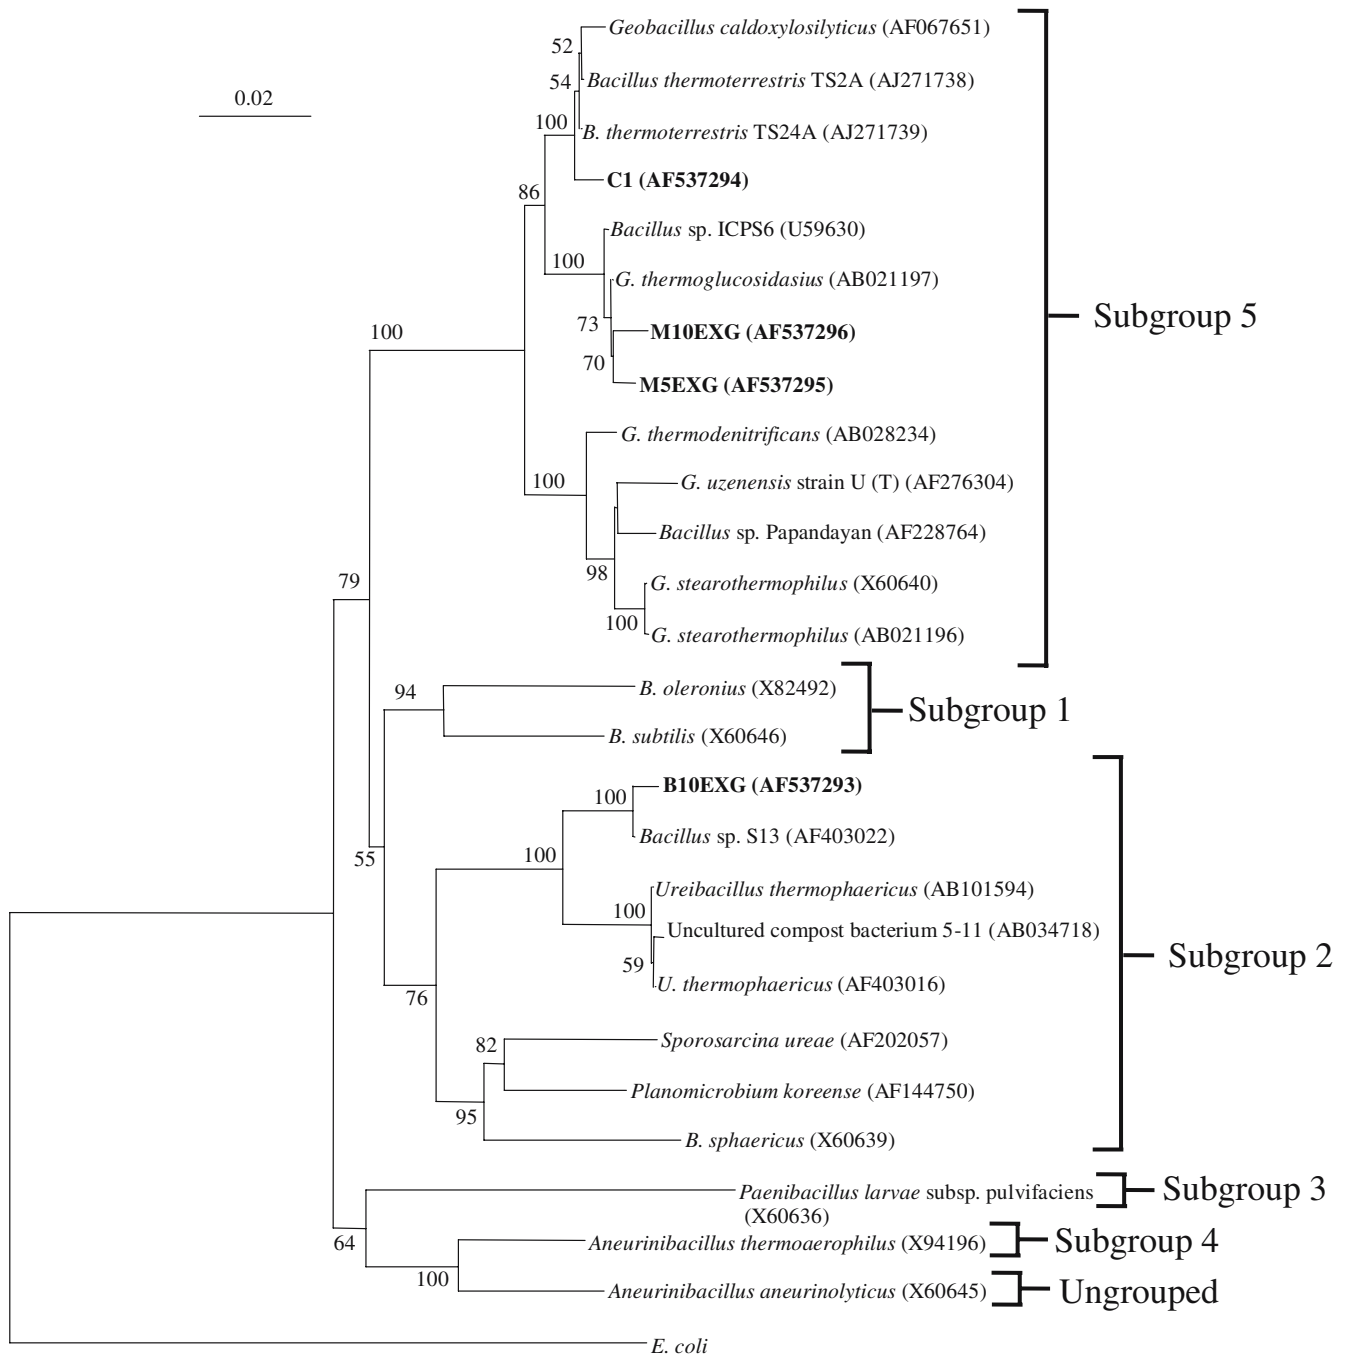 Geobacillus caldoxylosilyticus (AF067651)
52
0.02
54
Bacillus thermoterrestris TS2A (AJ271738)
100
B. thermoterrestris TS24A (AJ271739)
C1 (AF537294)
86
Bacillus sp. ICPS6 (U59630)
100
G. thermoglucosidasius (AB021197)
Subgroup 5
73
M10EXG (AF537296)
100
70
M5EXG (AF537295)
G. thermodenitrificans (AB028234)
100
G. uzenensis strain U (T) (AF276304)
Bacillus sp. Papandayan (AF228764)
98
79
G. stearothermophilus (X60640)
100
G. stearothermophilus (AB021196)
94
B. oleronius (X82492)
Subgroup 1
B. subtilis (X60646)
B10EXG (AF537293)
100
Bacillus sp. S13 (AF403022)
55
100
Ureibacillus thermophaericus (AB101594)
100
Uncultured compost bacterium 5-11 (AB034718)
Subgroup 2
59
U. thermophaericus (AF403016)
76
82
Sporosarcina ureae (AF202057)
Planomicrobium koreense (AF144750)
95
B. sphaericus (X60639)
Paenibacillus larvae subsp. pulvifaciens
(X60636)
Subgroup 3
64
Aneurinibacillus thermoaerophilus (X94196)
Subgroup 4
100
Aneurinibacillus aneurinolyticus (X60645)
Ungrouped
E. coli